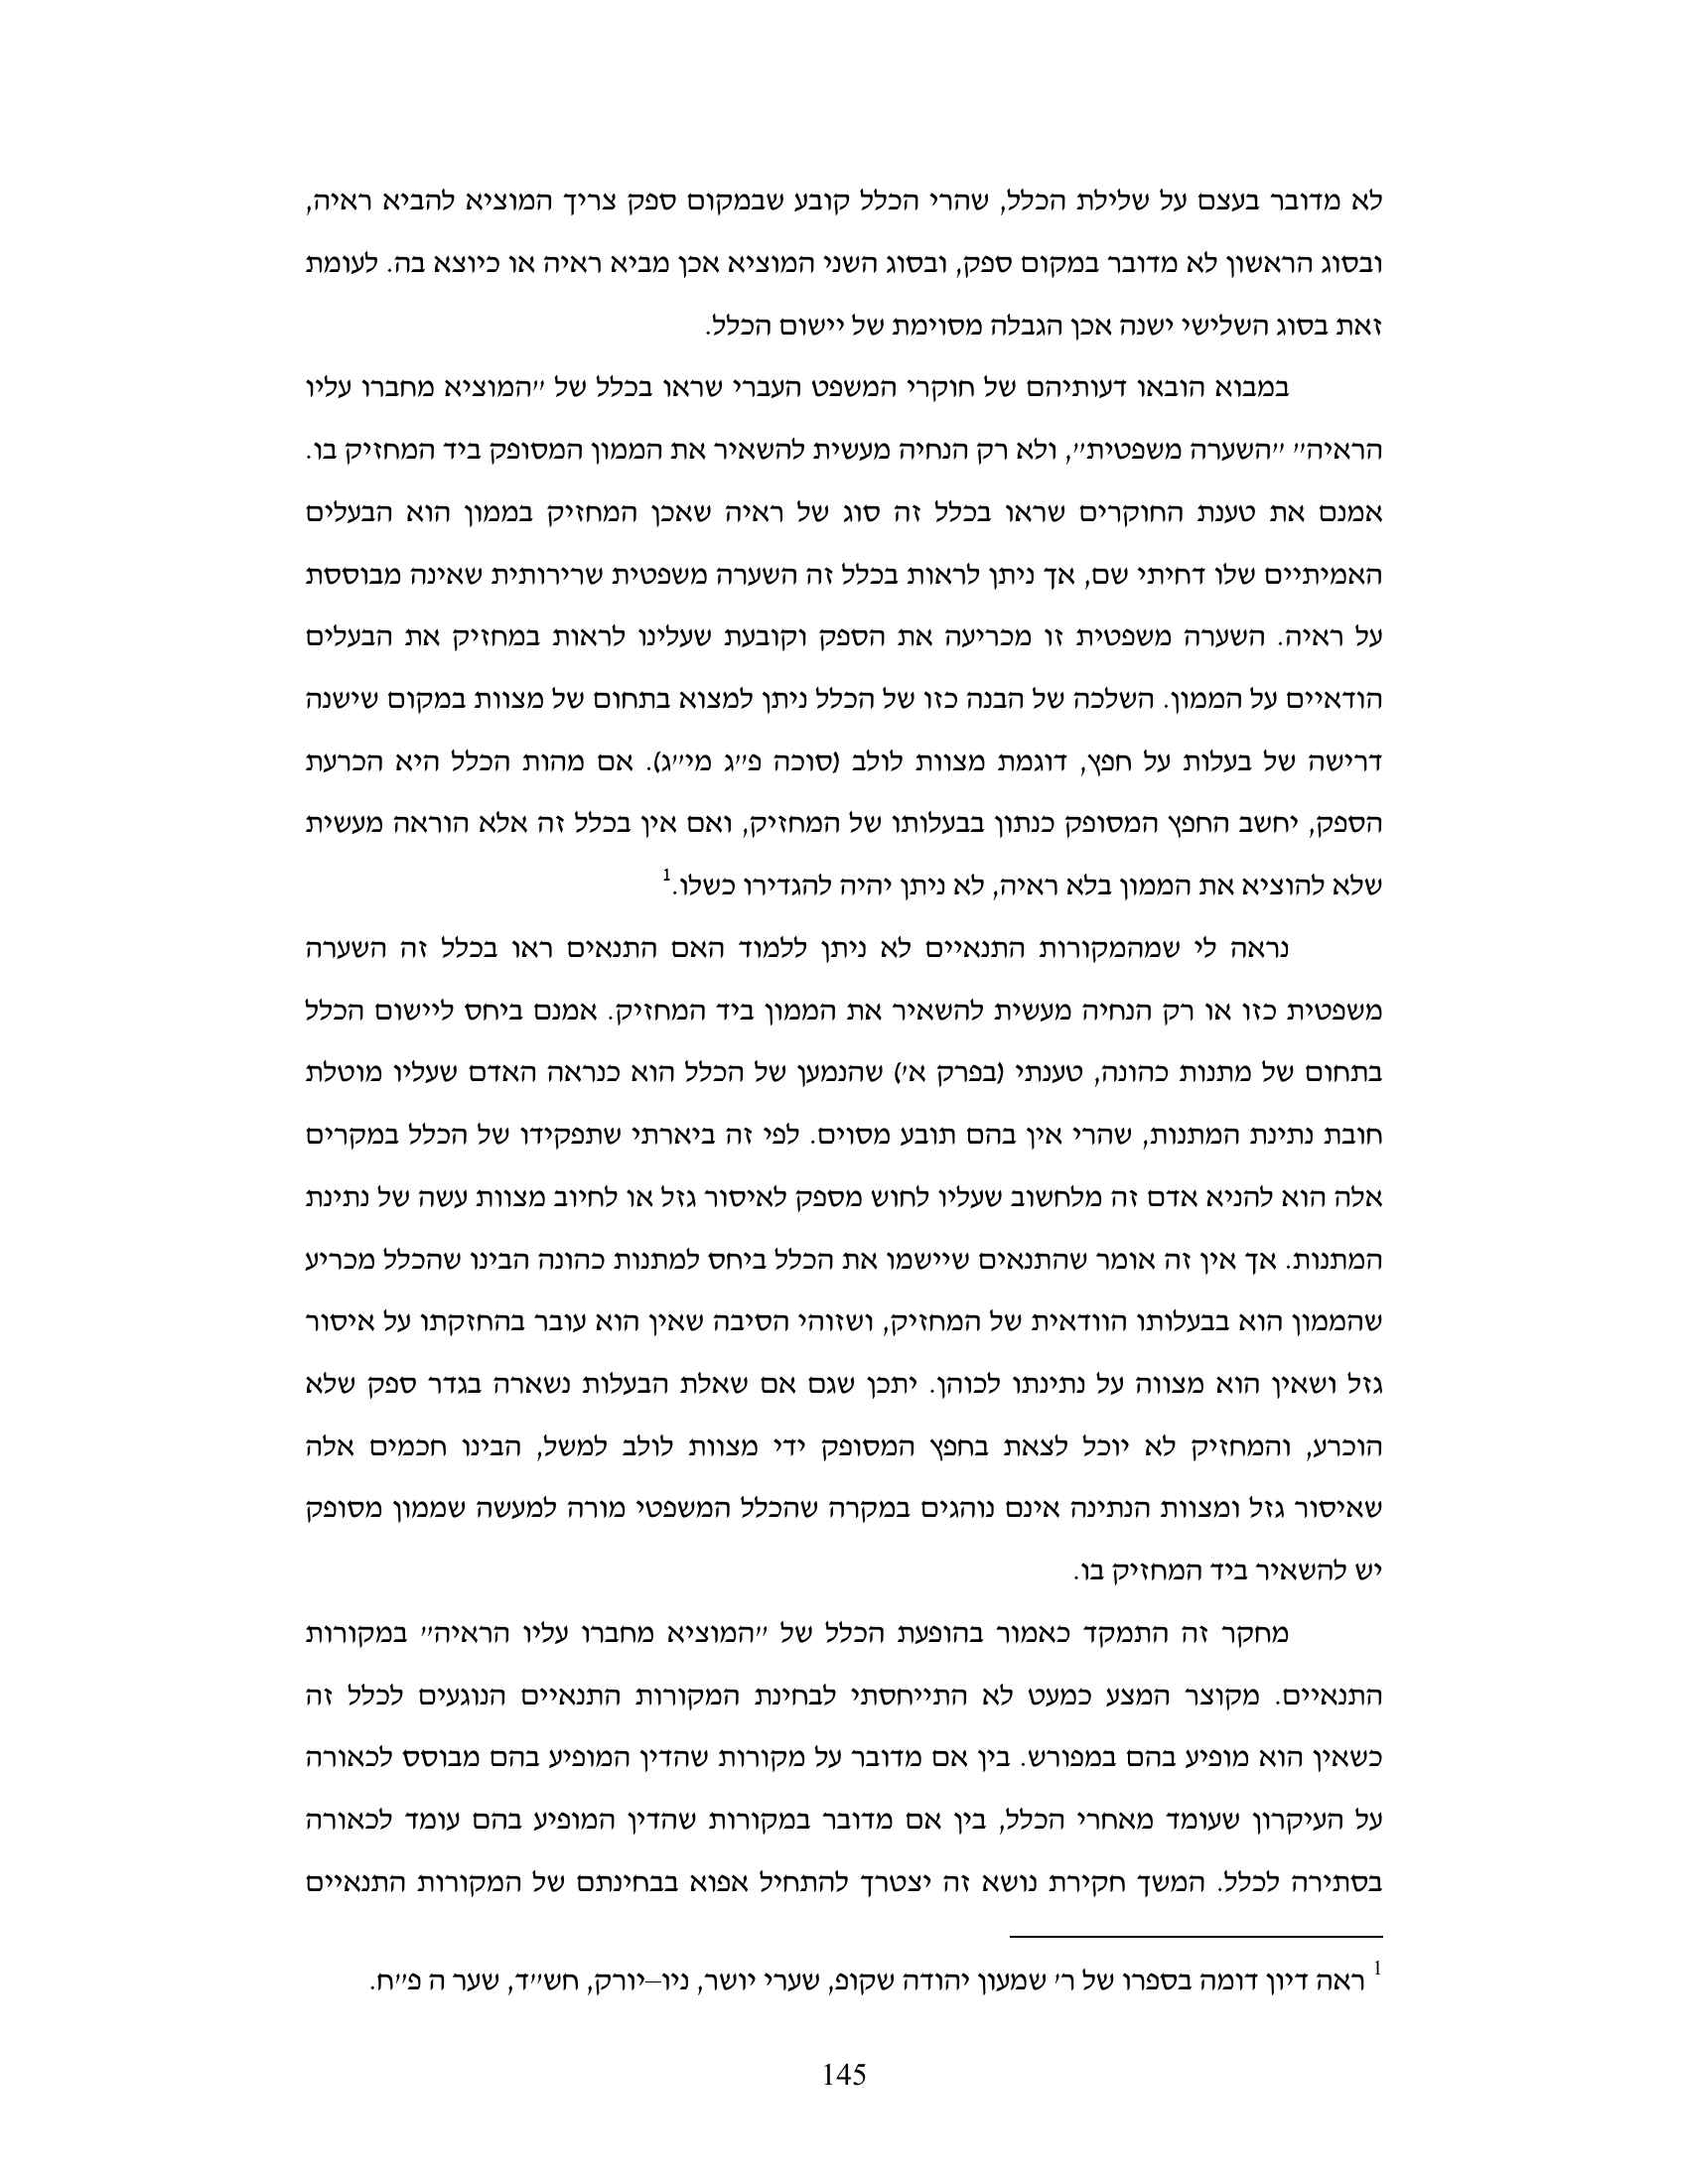 לא מדובר בעצם על שלילת הכלל, שהרי הכלל קובע שבמקום ספק צריך המוציא להביא ראיה,
ובסוג הראשון לא מדובר במקום ספק, ובסוג השני המוציא אכן מביא ראיה או כיוצא בה. לעומת
זאת בסוג השלישי ישנה אכן הגבלה מסוימת של יישום הכלל.
במבוא הובאו דעותיהם של חוקרי המשפט העברי שראו בכלל של "המוציא מחברו עליו
הראיה" "השערה משפטית", ולא רק הנחיה מעשית להשאיר את הממון המסופק ביד המחזיק בו.
אמנם את טענת החוקרים שראו בכלל זה סוג של ראיה שאכן המחזיק בממון הוא הבעלים
האמיתיים שלו דחיתי שם, אך ניתן לראות בכלל זה השערה משפטית שרירותית שאינה מבוססת
על ראיה. השערה משפטית זו מכריעה את הספק וקובעת שעלינו לראות במחזיק את הבעלים
הודאיים על הממון. השלכה של הבנה כזו של הכלל ניתן למצוא בתחום של מצוות במקום שישנה
דרישה של בעלות על חפץ, דוגמת מצוות לולב (סוכה פ"ג מי"ג). אם מהות הכלל היא הכרעת
הספק, יחשב החפץ המסופק כנתון בבעלותו של המחזיק, ואם אין בכלל זה אלא הוראה מעשית
שלא להוציא את הממון בלא ראיה, לא ניתן יהיה להגדירו כשלו.1
נראה לי שמהמקורות התנאיים לא ניתן ללמוד האם התנאים ראו בכלל זה השערה
משפטית כזו או רק הנחיה מעשית להשאיר את הממון ביד המחזיק. אמנם ביחס ליישום הכלל
בתחום של מתנות כהונה, טענתי (בפרק א') שהנמען של הכלל הוא כנראה האדם שעליו מוטלת
חובת נתינת המתנות, שהרי אין בהם תובע מסוים. לפי זה ביארתי שתפקידו של הכלל במקרים
אלה הוא להניא אדם זה מלחשוב שעליו לחוש מספק לאיסור גזל או לחיוב מצוות עשה של נתינת
המתנות. אך אין זה אומר שהתנאים שיישמו את הכלל ביחס למתנות כהונה הבינו שהכלל מכריע
שהממון הוא בבעלותו הוודאית של המחזיק, ושזוהי הסיבה שאין הוא עובר בהחזקתו על איסור
גזל ושאין הוא מצווה על נתינתו לכוהן. יתכן שגם אם שאלת הבעלות נשארה בגדר ספק שלא
הוכרע, והמחזיק לא יוכל לצאת בחפץ המסופק ידי מצוות לולב למשל, הבינו חכמים אלה
שאיסור גזל ומצוות הנתינה אינם נוהגים במקרה שהכלל המשפטי מורה למעשה שממון מסופק
יש להשאיר ביד המחזיק בו.
מחקר זה התמקד כאמור בהופעת הכלל של "המוציא מחברו עליו הראיה" במקורות
התנאיים. מקוצר המצע כמעט לא התייחסתי לבחינת המקורות התנאיים הנוגעים לכלל זה
כשאין הוא מופיע בהם במפורש. בין אם מדובר על מקורות שהדין המופיע בהם מבוסס לכאורה
על העיקרון שעומד מאחרי הכלל, בין אם מדובר במקורות שהדין המופיע בהם עומד לכאורה
בסתירה לכלל. המשך חקירת נושא זה יצטרך להתחיל אפוא בבחינתם של המקורות התנאיים
1 ראה דיון דומה בספרו של ר' שמעון יהודה שקופ, שערי יושר, ניו–יורק, חש"ד, שער ה פ"ח.
145